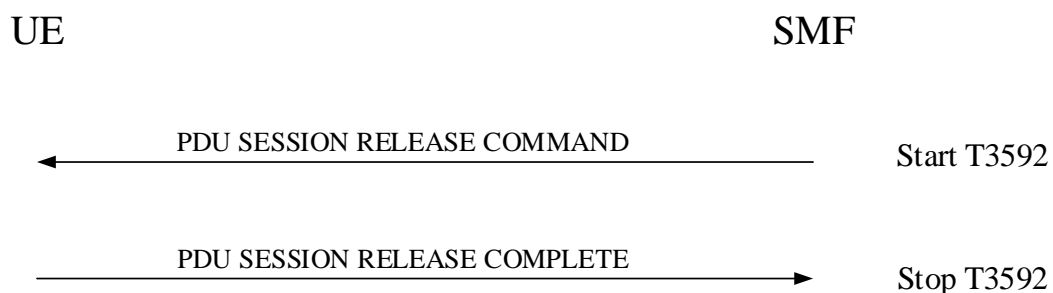 UE
SMF
PDU SESSION RELEASE COMMAND
Start T3592
PDU SESSION RELEASE COMPLETE
Stop T3592